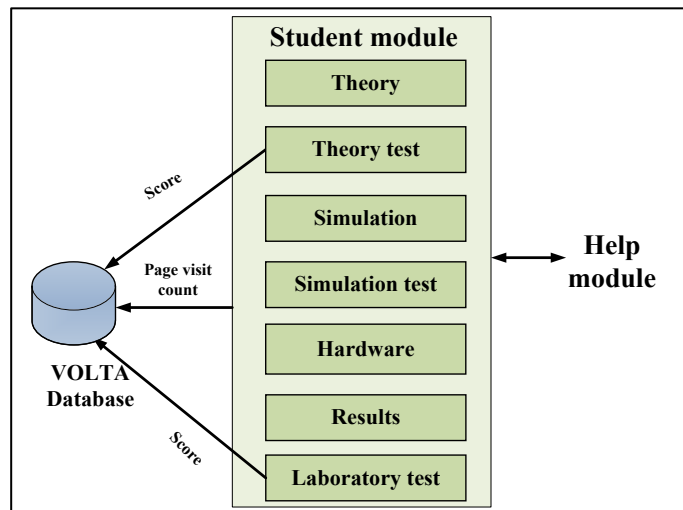 Student module
Theory
Theory test
Score
Simulation
Page visit
count
Simulation test
Help
module
Hardware
VOLTA
Database
Results
Score
Laboratory test